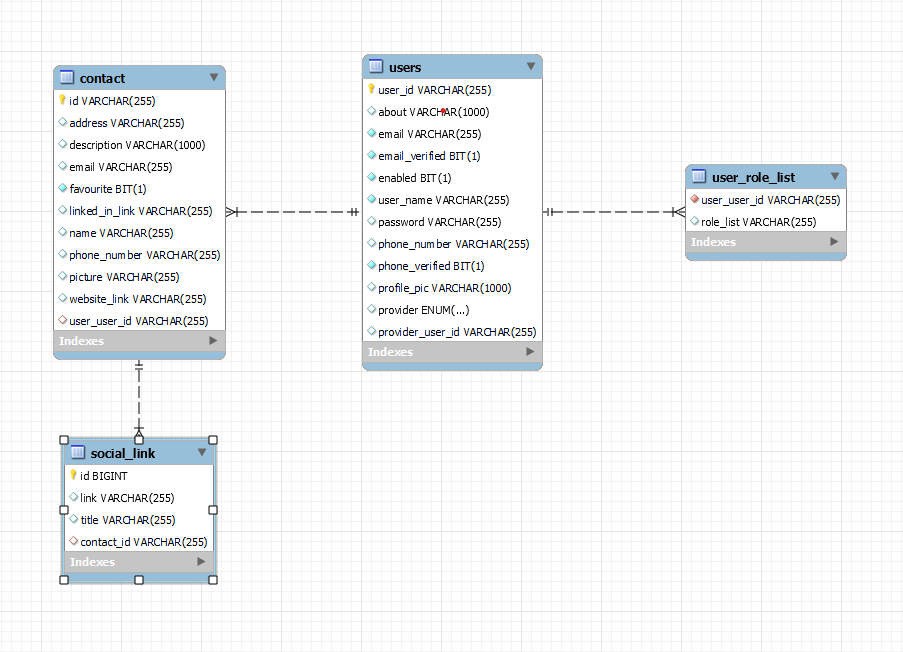 contact
id VARCHAR(255)
address VARCHAR(255)
description VARCHAR(1000)
email VARCHAR(255)
favourite BIT(1)
linked_in_link VARCHAR(255)
name VARCHAR(255)
phone_number VARCHAR(255)
picture VARCHAR(255)
website_link VARCHAR(255)
user_user_id VARCHAR(255)
Indexes
users
user_id VARCHAR(255)
about VARCHAR(1000)
email VARCHAR(255)
email_verified BIT(1)
enabled BIT(1)
user_name VARCHAR(255)
password VARCHAR(255)
phone_number VARCHAR(255)
phone_verified BIT(1)
profile_pic VARCHAR(1000)
provider ENUM(...)
provider_user_id VARCHAR(255)
Indexes
user_role_list
user_user_id VARCHAR(255)
role_list VARCHAR(255)
Indexes
social_link
id BIGINT
link VARCHAR(255)
title VARCHAR(255)
contact_id VARCHAR(255)
Indexes